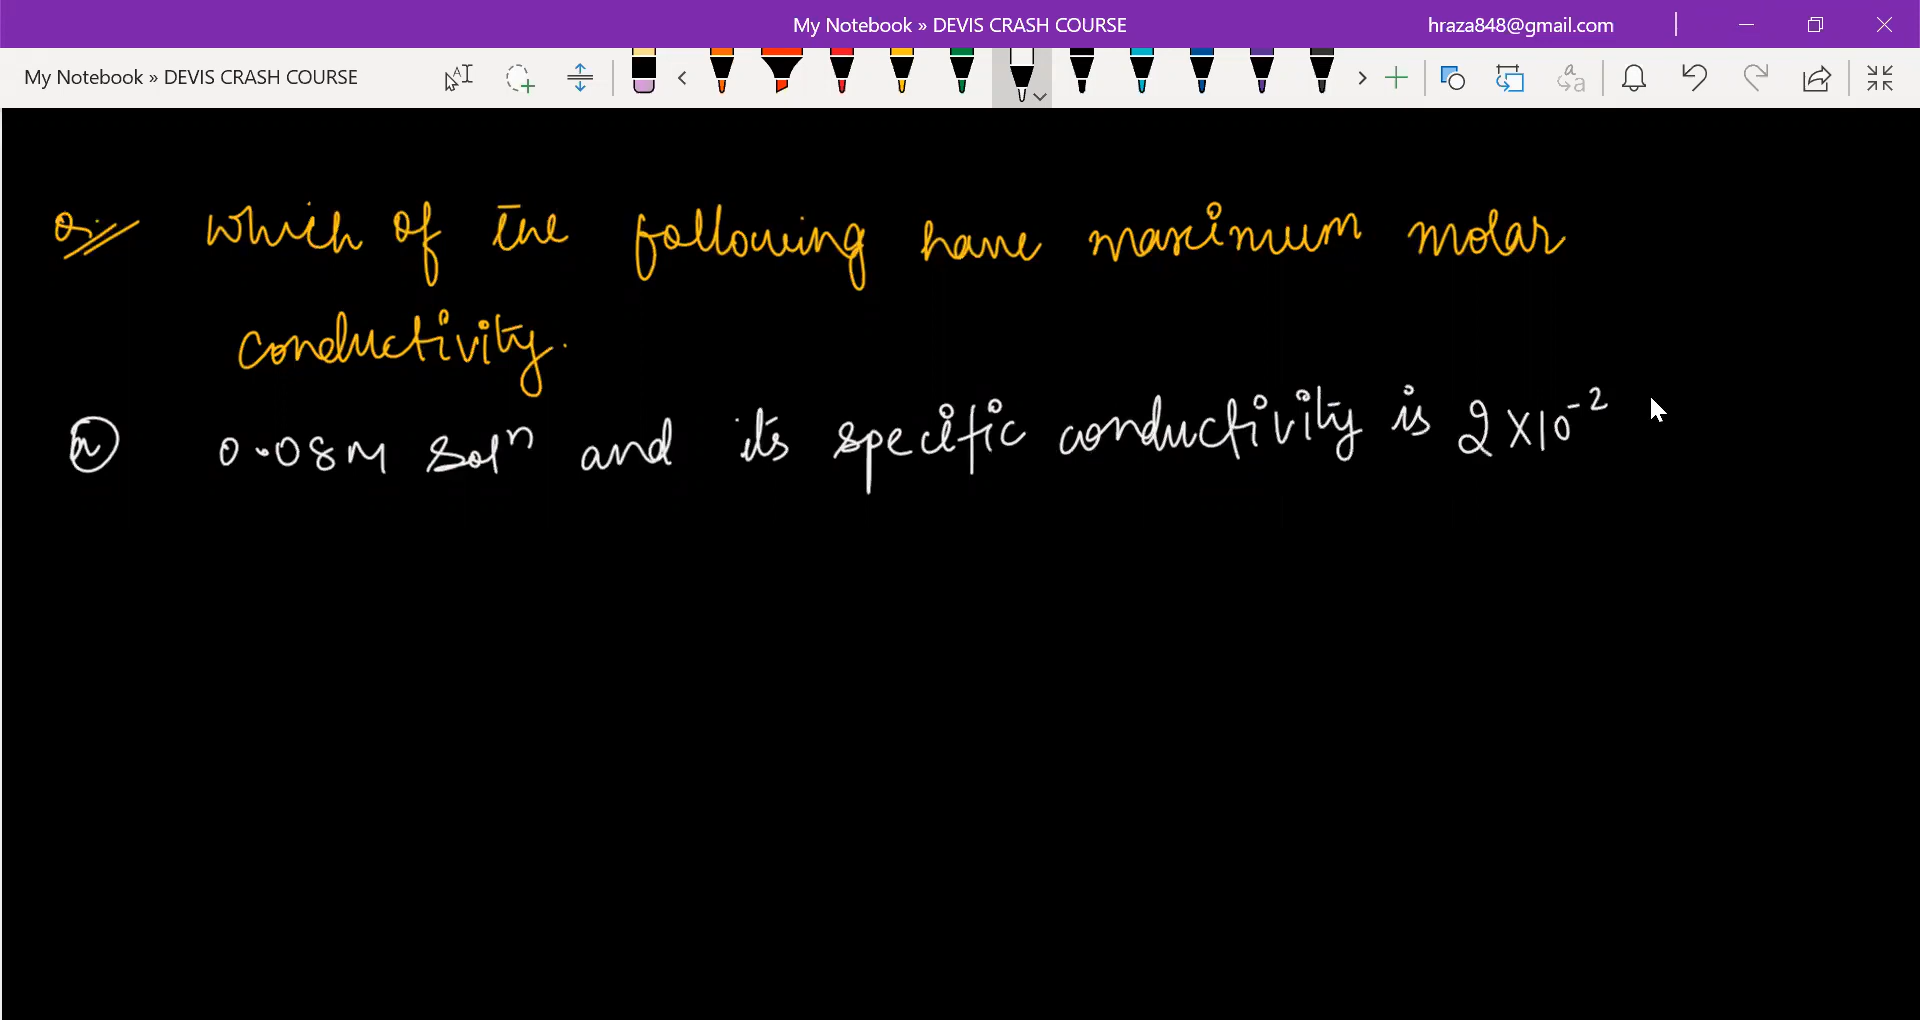 My Notebook » DEVIS CRASH COURSE
hraza848@gmail.com
My Notebook » DEVIS CRASH COURSE
Q:- Which of the following have maximum molar
conductivity.
(a) 0.08M solⁿ and its specific conductivity is 2×10⁻²